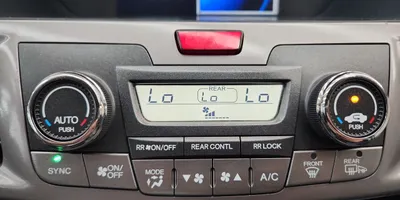 REAR
Lo Lo Lo
AUTO
PUSH
PUSH
RR ON/OFF REAR CONTL RR LOCK
SYNC ON/OFF MODE A/C FRONT REAR